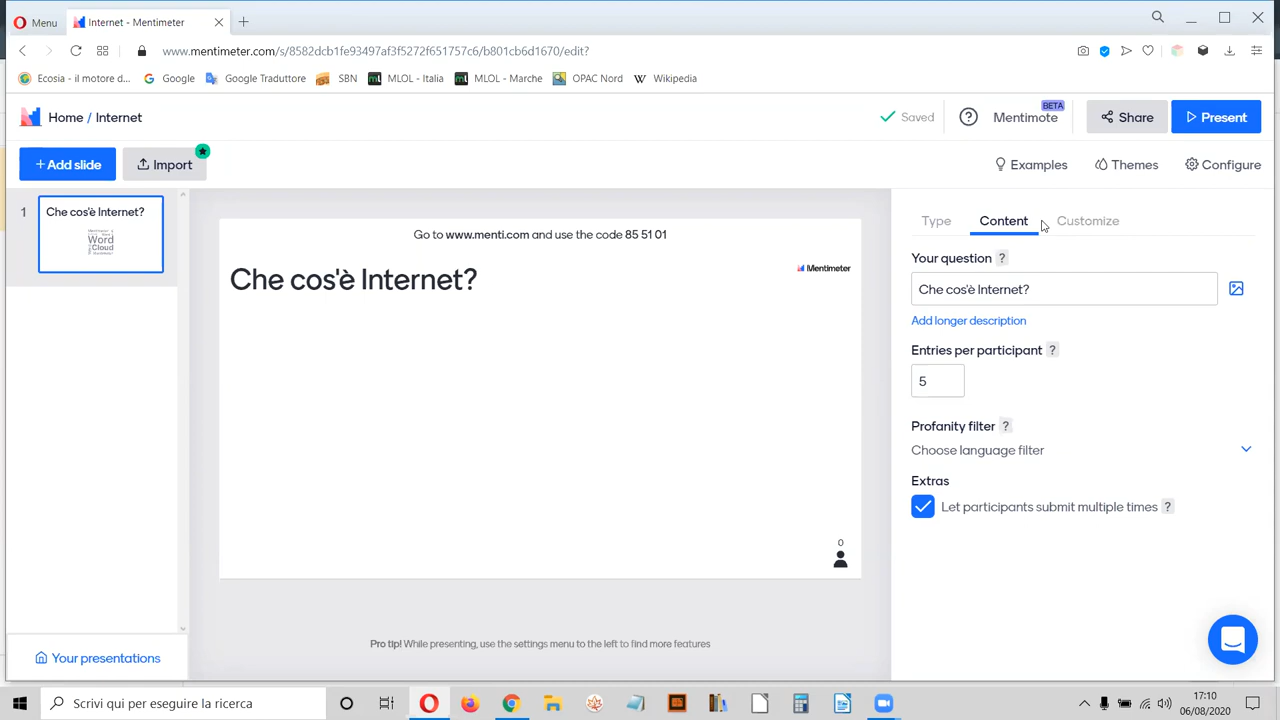 Menu
Internet - Mentimeter
www.mentimeter.com/s/8582dcb1fe93497af3f5272f651757c6/b801cb6d1670/edit?
Ecosia - il motore d... Google Google Traduttore SBN MLOL - Italia MLOL - Marche OPAC Nord Wikipedia
Home / Internet
Saved
Mentimote
BETA
Share
Present
+ Add slide
Import
Examples
Themes
Configure
1
Che cos'è Internet?
Word
Cloud
Go to www.menti.com and use the code 85 51 01
Che cos'è Internet?
Mentimeter
0
Pro tip! While presenting, use the settings menu to the left to find more features
Type Content Customize
Your question ?
Che cos'è Internet?
Add longer description
Entries per participant ?
5
Profanity filter ?
Choose language filter
Extras
Let participants submit multiple times ?
Your presentations
Scrivi qui per eseguire la ricerca
17:10
06/08/2020